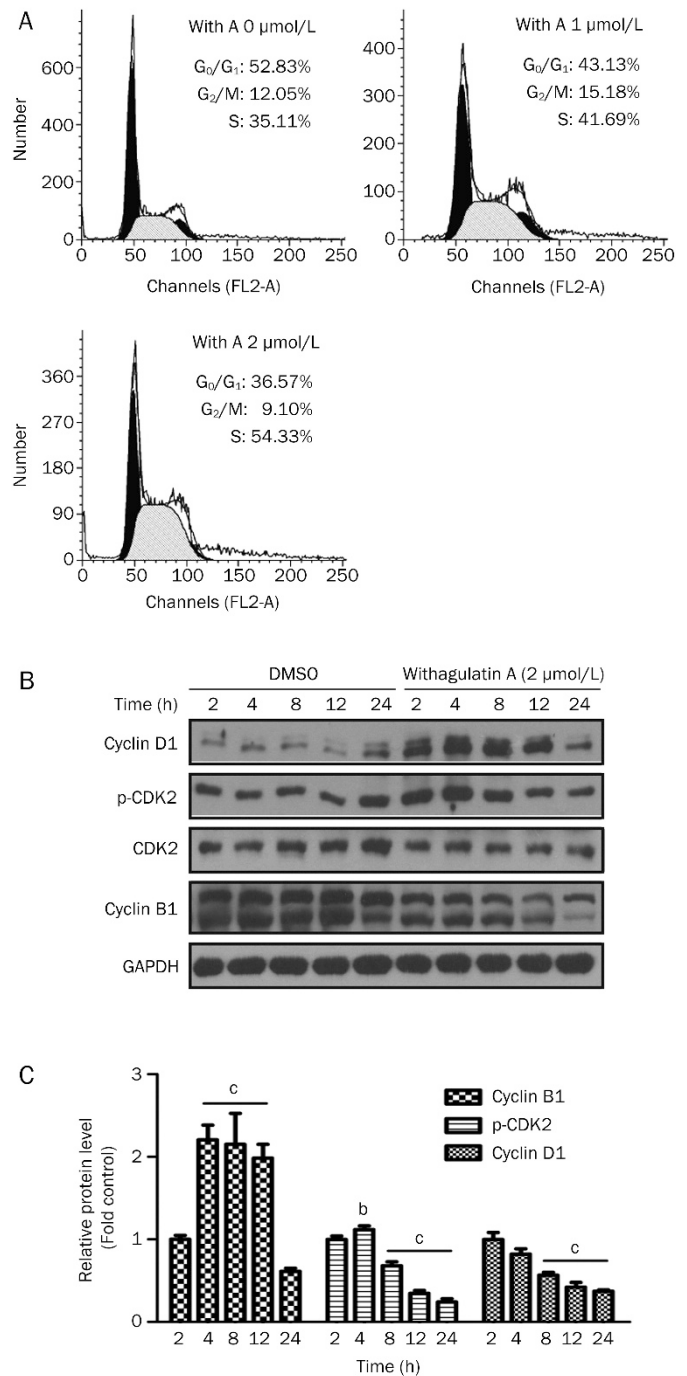 A
With A 0 µmol/L
G₀/G₁: 52.83%
G₂/M: 12.05%
S: 35.11%
Number
600
400
200
0
0 50 100 150 200 250
Channels (FL2-A)
With A 1 µmol/L
G₀/G₁: 43.13%
G₂/M: 15.18%
S: 41.69%
Number
400
300
200
100
0
0 50 100 150 200 250
Channels (FL2-A)
With A 2 µmol/L
G₀/G₁: 36.57%
G₂/M: 9.10%
S: 54.33%
Number
360
270
180
90
0
0 50 100 150 200 250
Channels (FL2-A)
B
DMSO Withagulatin A (2 µmol/L)
Time (h) 2 4 8 12 24 2 4 8 12 24
Cyclin D1
p-CDK2
CDK2
Cyclin B1
GAPDH
C
Relative protein level
(Fold control)
3
2
1
0
c
b
c
c
Cyclin B1
p-CDK2
Cyclin D1
2 4 8 12 24 2 4 8 12 24 2 4 8 12 24
Time (h)